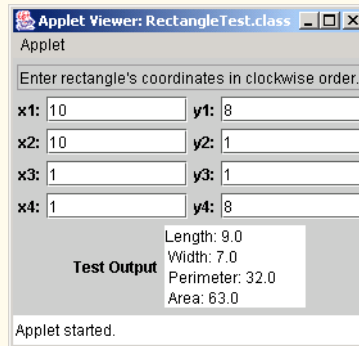 Applet Viewer: RectangleTest.class
Applet
Enter rectangle's coordinates in clockwise order.
x1: 10 y1: 8
x2: 10 y2: 1
x3: 1 y3: 1
x4: 1 y4: 8
Test Output
Length: 9.0
Width: 7.0
Perimeter: 32.0
Area: 63.0
Applet started.